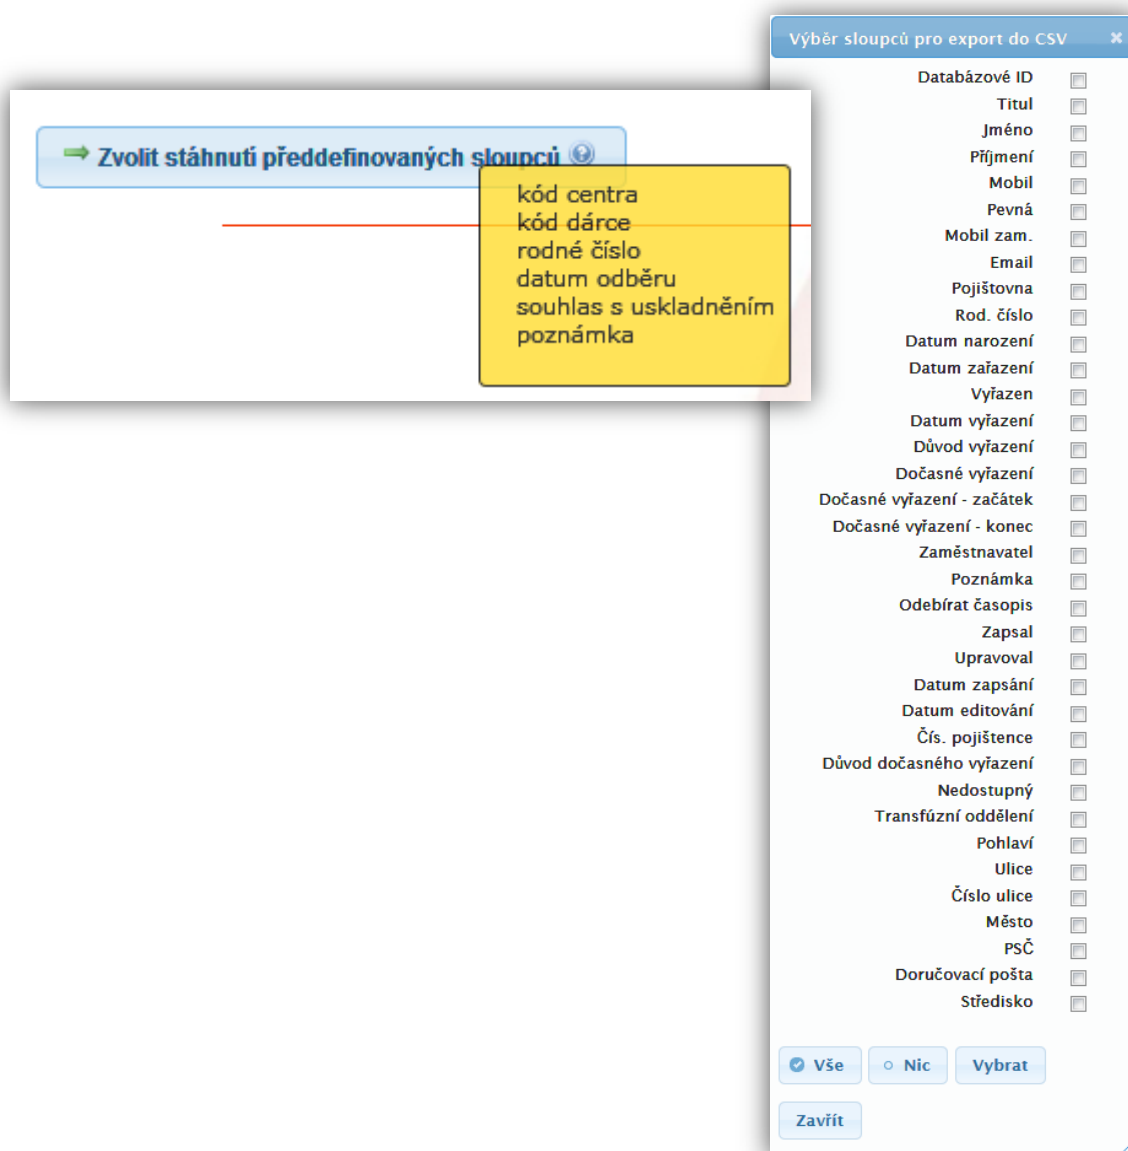 Zvolit stáhnutí předdefinovaných sloupců
kód centra
kód dárce
rodné číslo
datum odběru
souhlas s uskladněním
poznámka
Výběr sloupců pro export do CSV
Databázové ID
Titul
Jméno
Příjmení
Mobil
Pevná
Mobil zam.
Email
Pojištovna
Rod. číslo
Datum narození
Datum zařazení
Vyřazen
Datum vyřazení
Důvod vyřazení
Dočasné vyřazení
Dočasné vyřazení - začátek
Dočasné vyřazení - konec
Zaměstnavatel
Poznámka
Odebírat časopis
Zapsal
Upravoval
Datum zapsání
Datum editování
Čís. pojištence
Důvod dočasného vyřazení
Nedostupný
Transfúzní oddělení
Pohlaví
Ulice
Číslo ulice
Město
PSČ
Doručovací pošta
Středisko
Vše Nic Vybrat
Zavřít